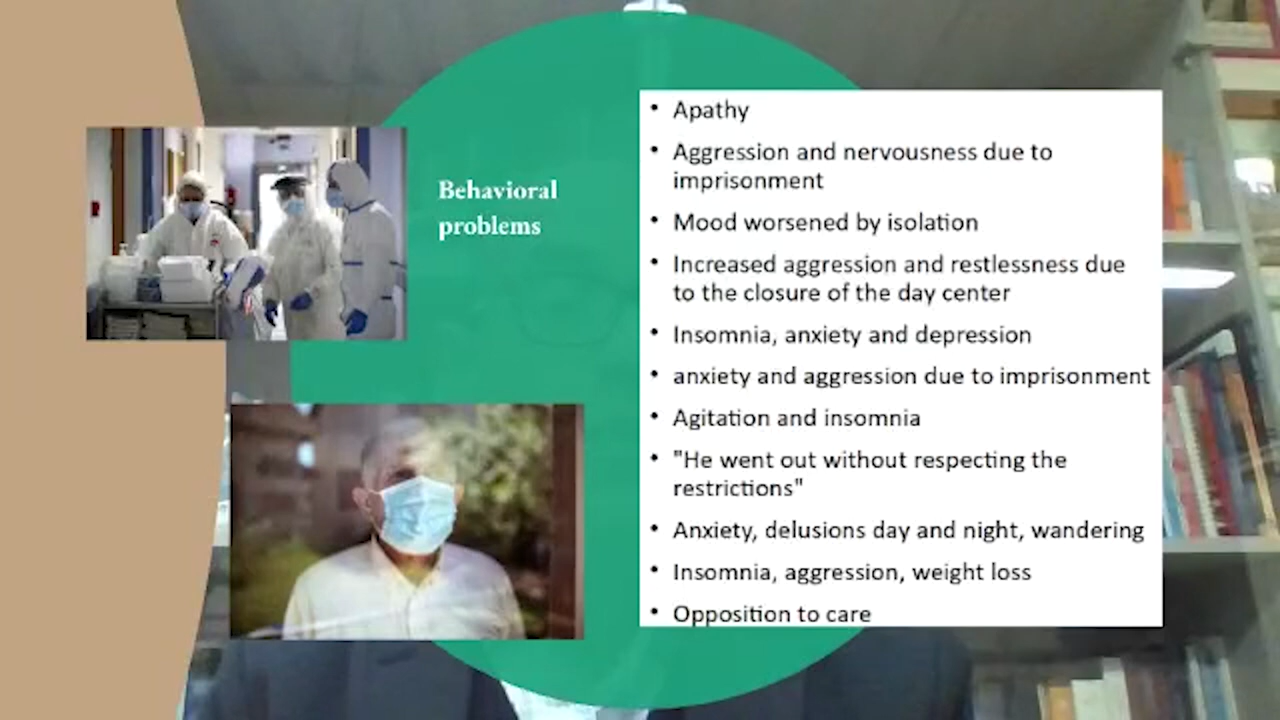 Behavioral
problems
• Apathy
• Aggression and nervousness due to
imprisonment
• Mood worsened by isolation
• Increased aggression and restlessness due
to the closure of the day center
• Insomnia, anxiety and depression
• anxiety and aggression due to imprisonment
• Agitation and insomnia
• "He went out without respecting the
restrictions"
• Anxiety, delusions day and night, wandering
• Insomnia, aggression, weight loss
• Opposition to care